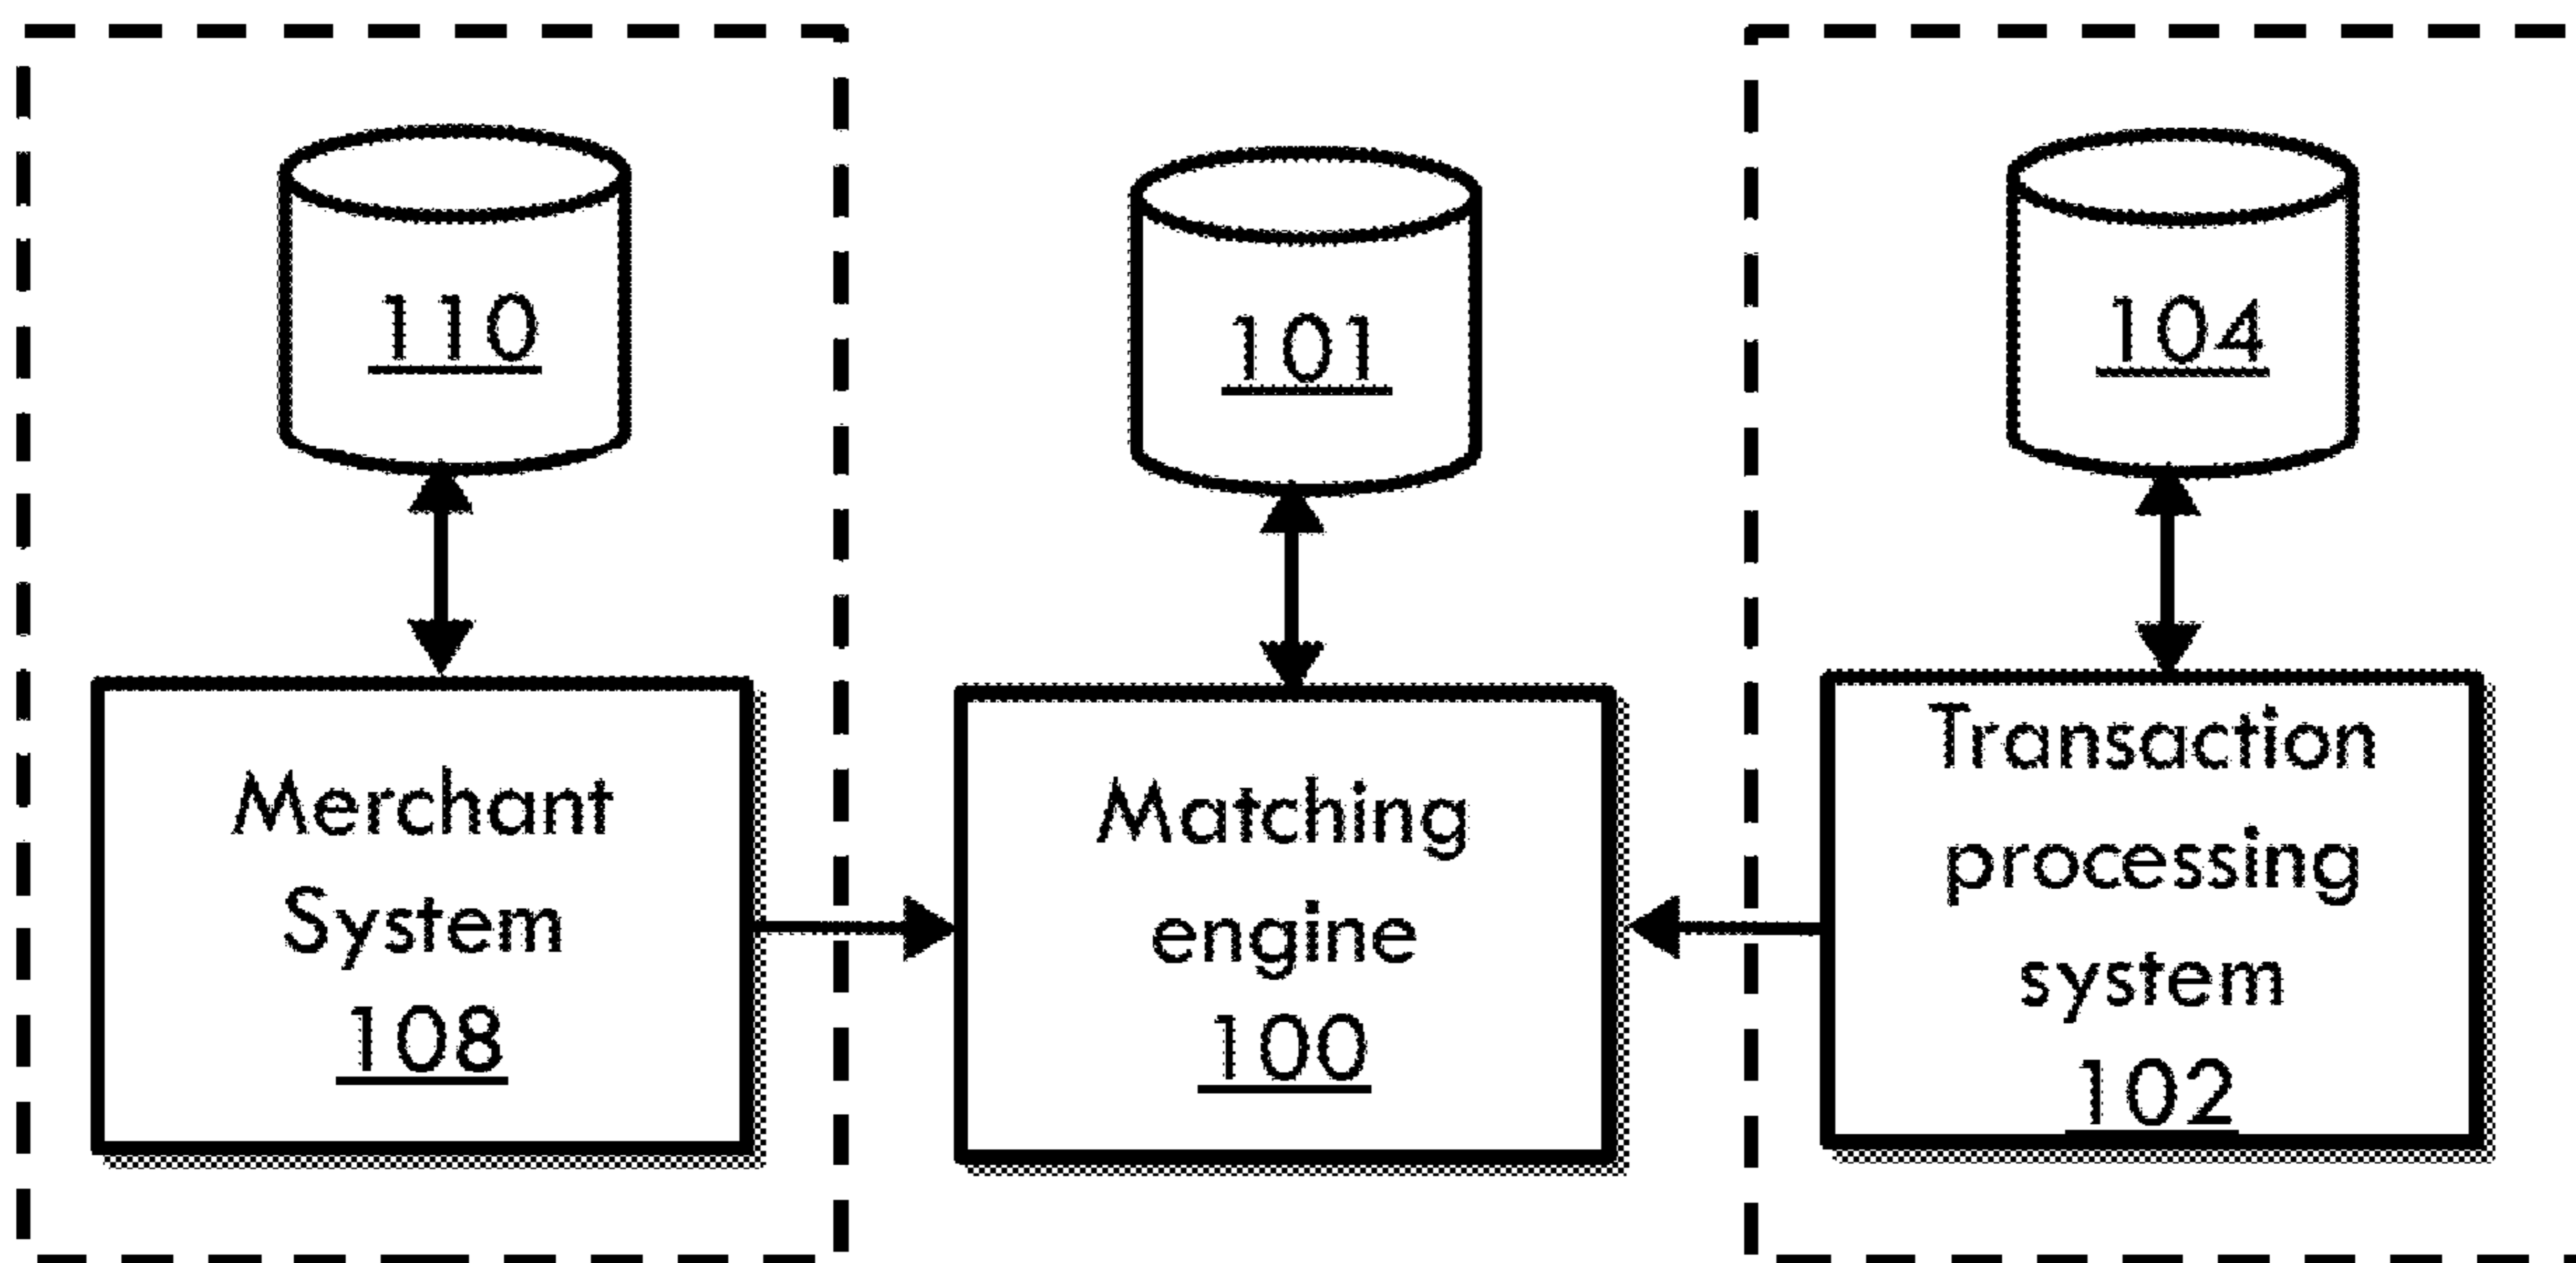 110
101
104
Merchant
System
108
Matching
engine
100
Transaction
processing
system
102